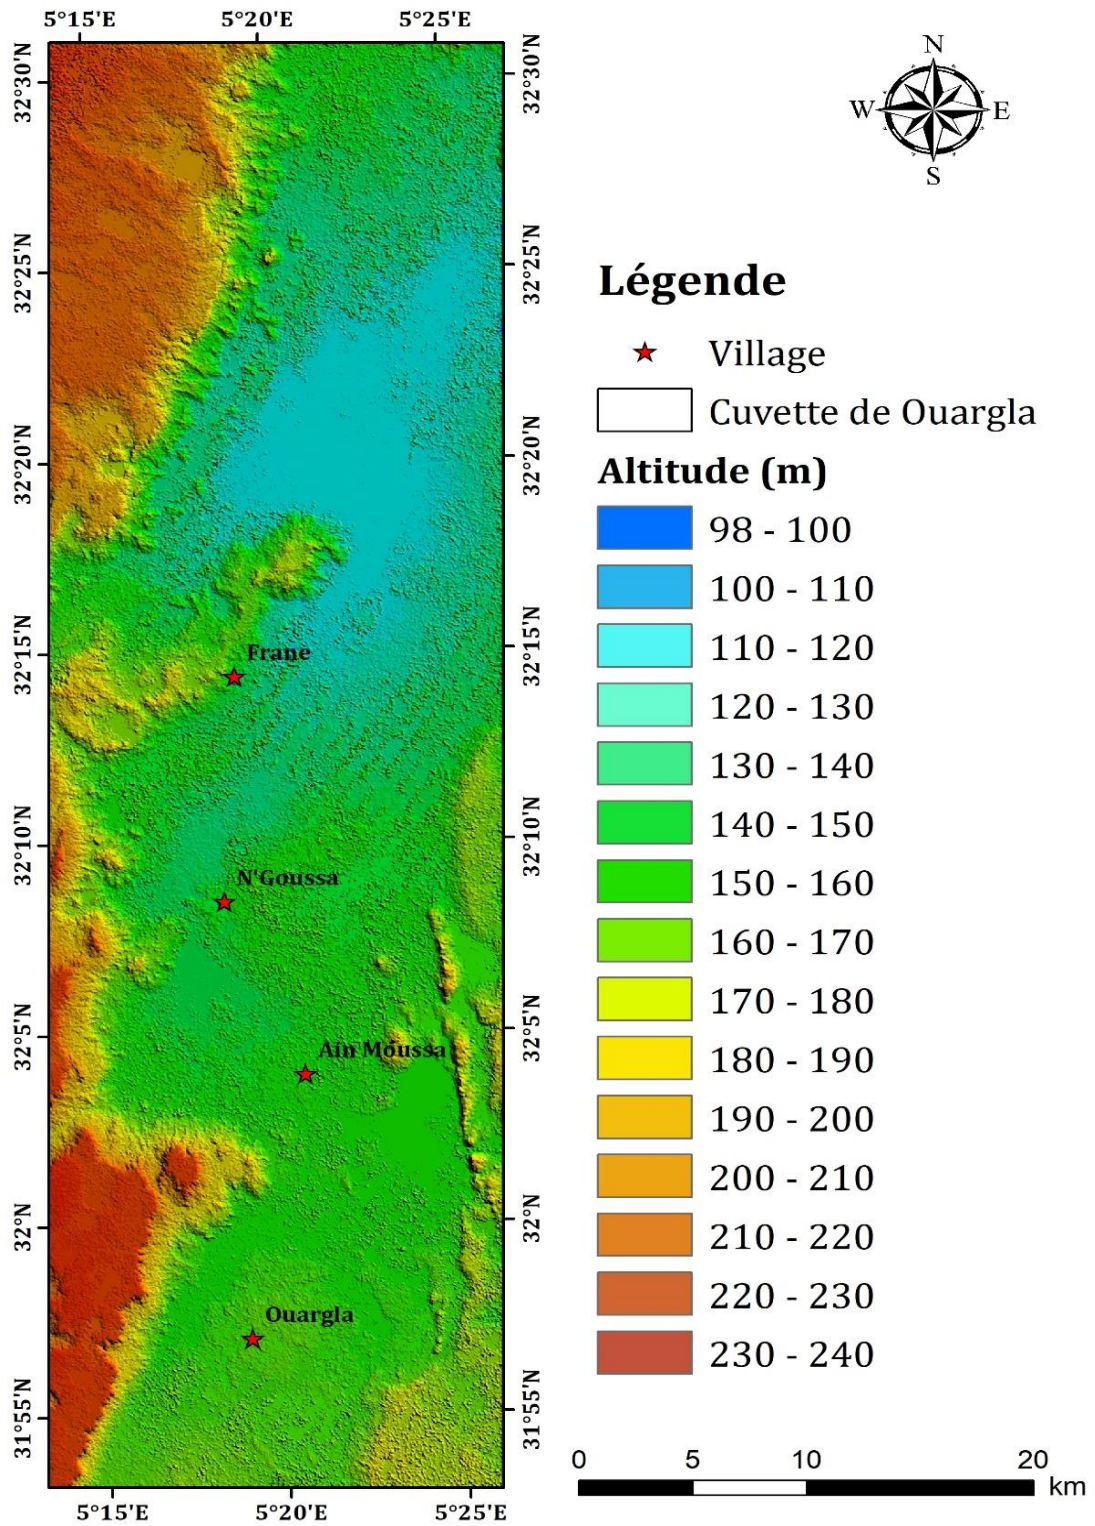 5°15'E 5°20'E 5°25'E
32°30'N
32°25'N
32°20'N
32°15'N
32°10'N
32°5'N
32°N
31°55'N
Frane
N'Goussa
Ain Moussa
Ouargla
32°30'N
32°25'N
32°20'N
32°15'N
32°10'N
32°5'N
32°N
31°55'N
5°15'E 5°20'E 5°25'E
N
W E
S
Légende
Village
Cuvette de Ouargla
Altitude (m)
98 - 100
100 - 110
110 - 120
120 - 130
130 - 140
140 - 150
150 - 160
160 - 170
170 - 180
180 - 190
190 - 200
200 - 210
210 - 220
220 - 230
230 - 240
0 5 10 20
km